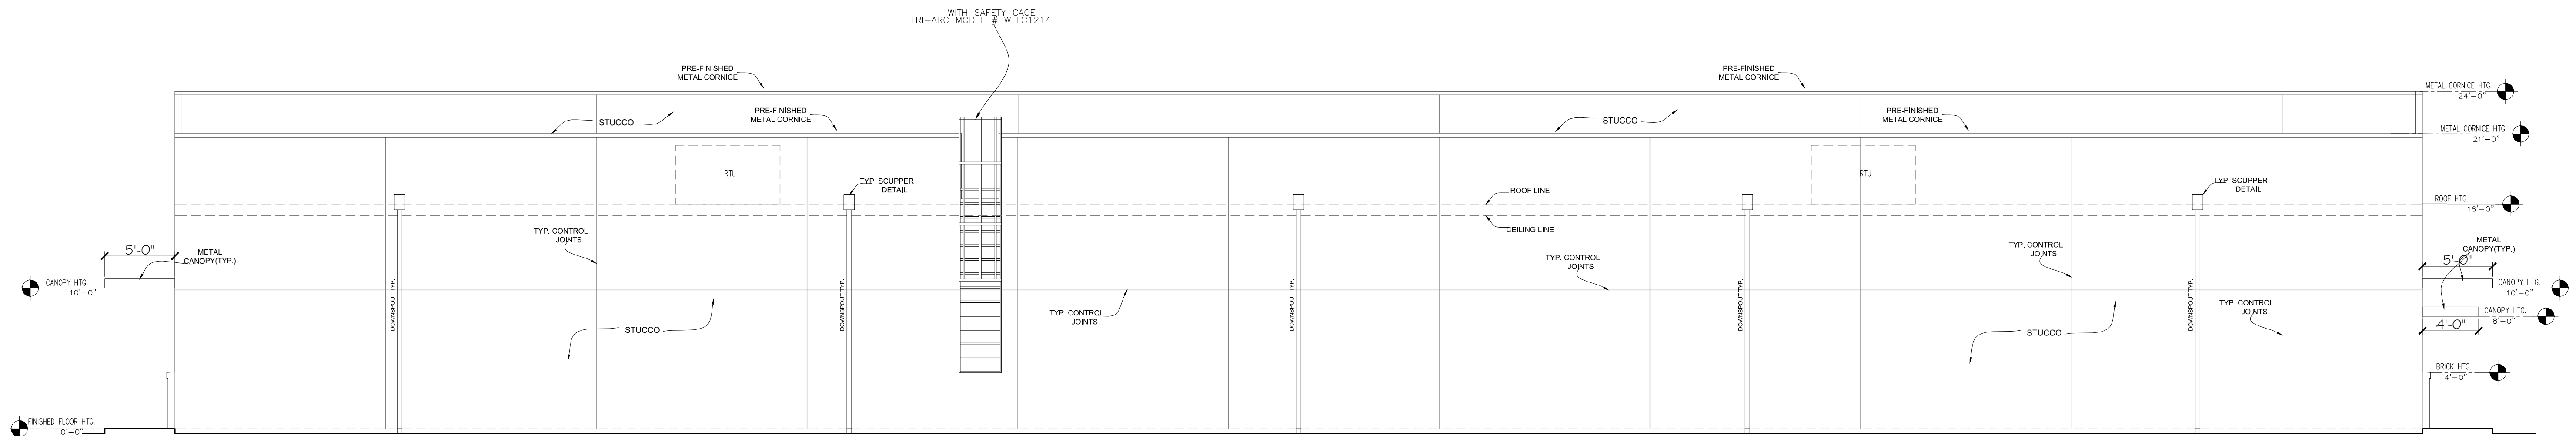 WITH SAFETY CAGE
TRI-ARC MODEL # WLFC1214
PRE-FINISHED
METAL CORNICE
PRE-FINISHED
METAL CORNICE
METAL CORNICE HTG.
24'-0"
PRE-FINISHED
METAL CORNICE
PRE-FINISHED
METAL CORNICE
STUCCO
STUCCO
METAL CORNICE HTG.
21'-0"
RTU
RTU
TYP. SCUPPER
DETAIL
TYP. SCUPPER
DETAIL
ROOF LINE
ROOF HTG.
16'-0"
CEILING LINE
TYP. CONTROL
JOINTS
TYP. CONTROL
JOINTS
TYP. CONTROL
JOINTS
5'-0"
METAL
CANOPY(TYP.)
METAL
CANOPY(TYP.)
5'-0"
CANOPY HTG.
10'-0"
CANOPY HTG.
10'-0"
DOWNSPOUT TYP.
DOWNSPOUT TYP.
DOWNSPOUT TYP.
DOWNSPOUT TYP.
DOWNSPOUT TYP.
TYP. CONTROL
JOINTS
TYP. CONTROL
JOINTS
CANOPY HTG.
8'-0"
4'-0"
STUCCO
STUCCO
BRICK HTG.
4'-0"
FINISHED FLOOR HTG.
0'-0"